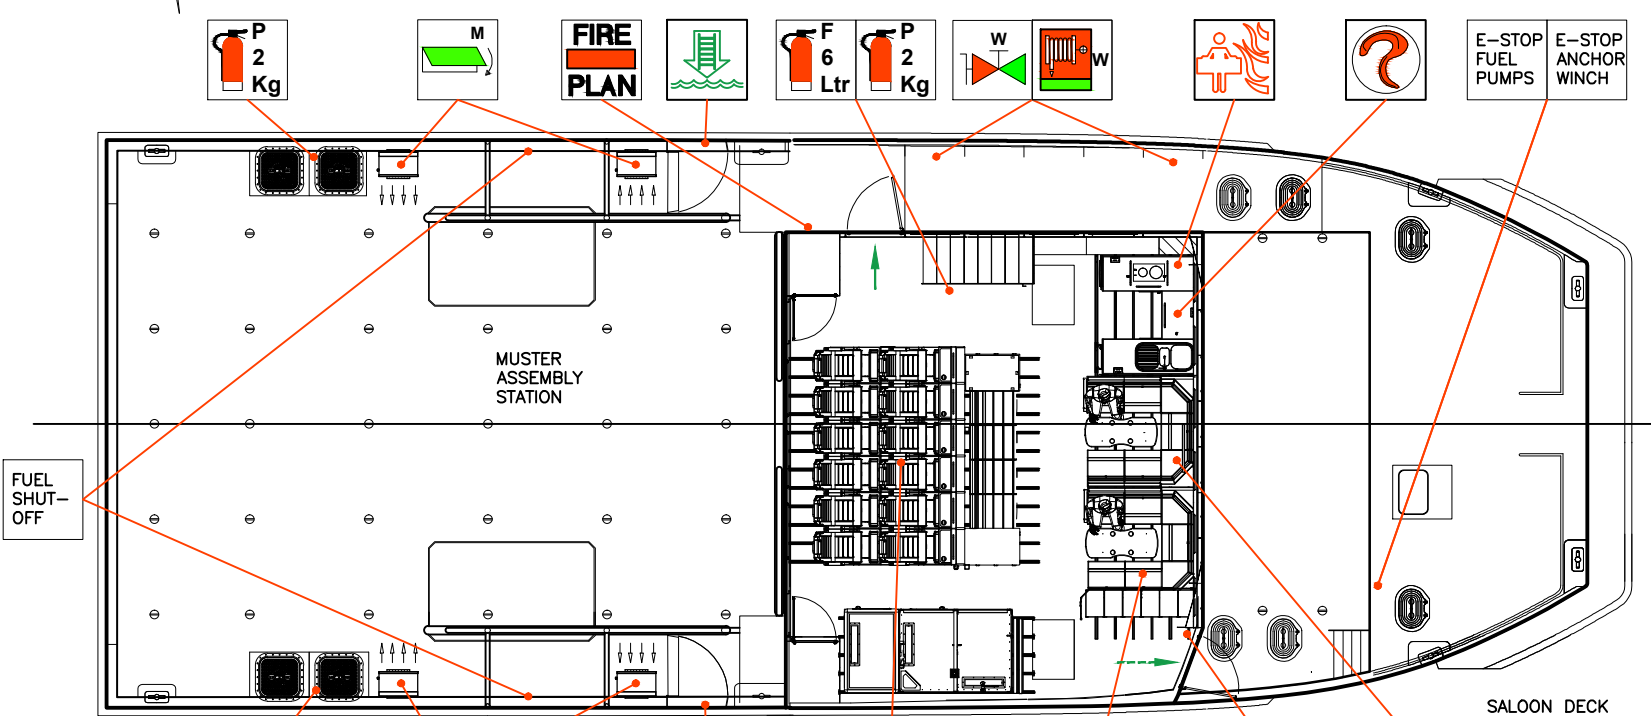 P
2
Kg
M
FIRE
PLAN
F
6
Ltr
P
2
Kg
W
W
E-STOP
FUEL
PUMPS
E-STOP
ANCHOR
WINCH
MUSTER
ASSEMBLY
STATION
FUEL
SHUT-
OFF
SALOON DECK